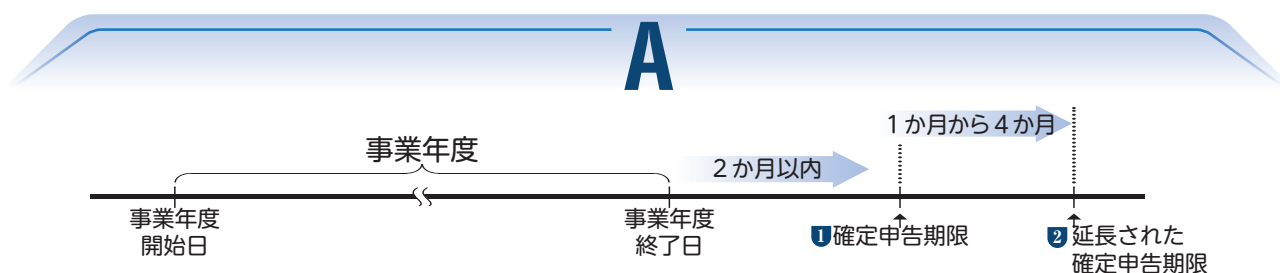 A
1か月から4か月
事業年度
2か月以内
事業年度
開始日
事業年度
終了日
1確定申告期限
2延長された
確定申告期限